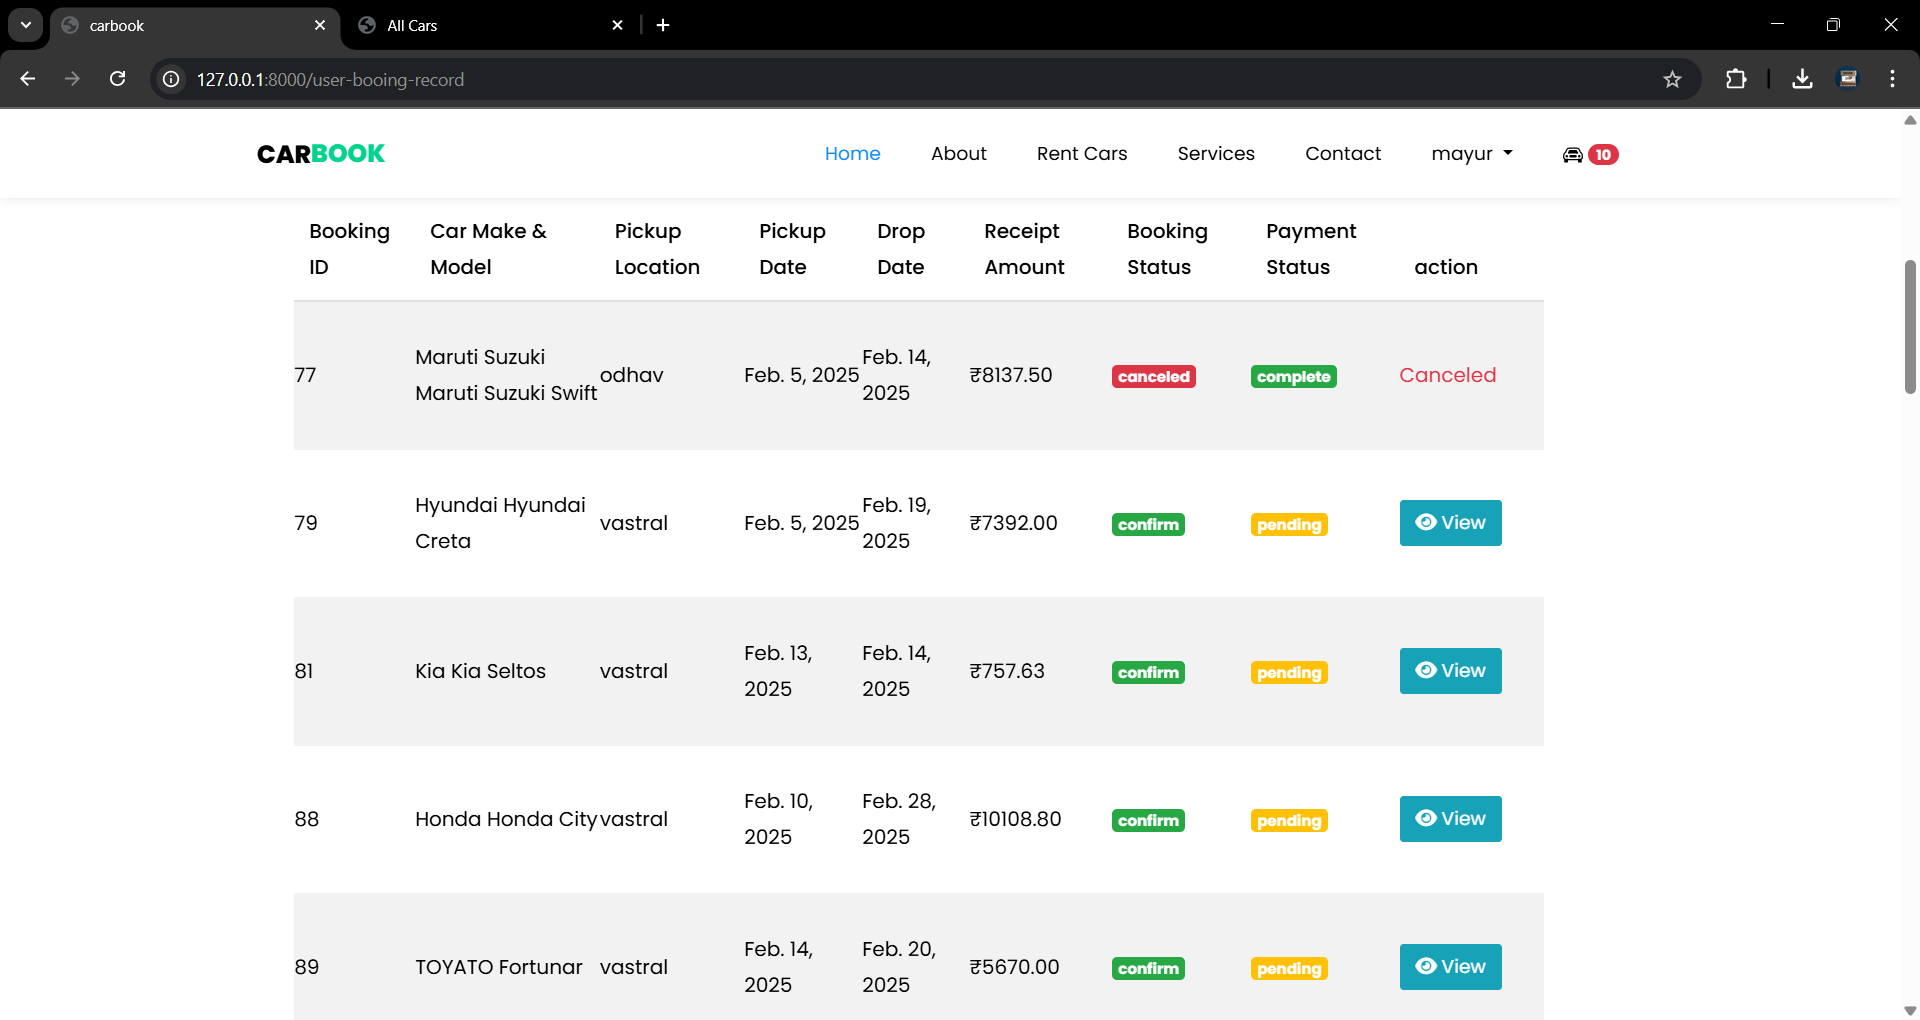 carbook
All Cars
127.0.0.1:8000/user-booing-record
CARBOOK
Home
About
Rent Cars
Services
Contact
mayur
10
Booking ID
Car Make & Model
Pickup Location
Pickup Date
Drop Date
Receipt Amount
Booking Status
Payment Status
action
77
Maruti Suzuki
Maruti Suzuki Swift
odhav
Feb. 5, 2025
Feb. 14,
2025
₹8137.50
canceled
complete
Canceled
79
Hyundai Hyundai
Creta
vastral
Feb. 5, 2025
Feb. 19,
2025
₹7392.00
confirm
pending
View
81
Kia Kia Seltos
vastral
Feb. 13,
2025
Feb. 14,
2025
₹757.63
confirm
pending
View
88
Honda Honda City
vastral
Feb. 10,
2025
Feb. 28,
2025
₹10108.80
confirm
pending
View
89
TOYATO Fortunar
vastral
Feb. 14,
2025
Feb. 20,
2025
₹5670.00
confirm
pending
View